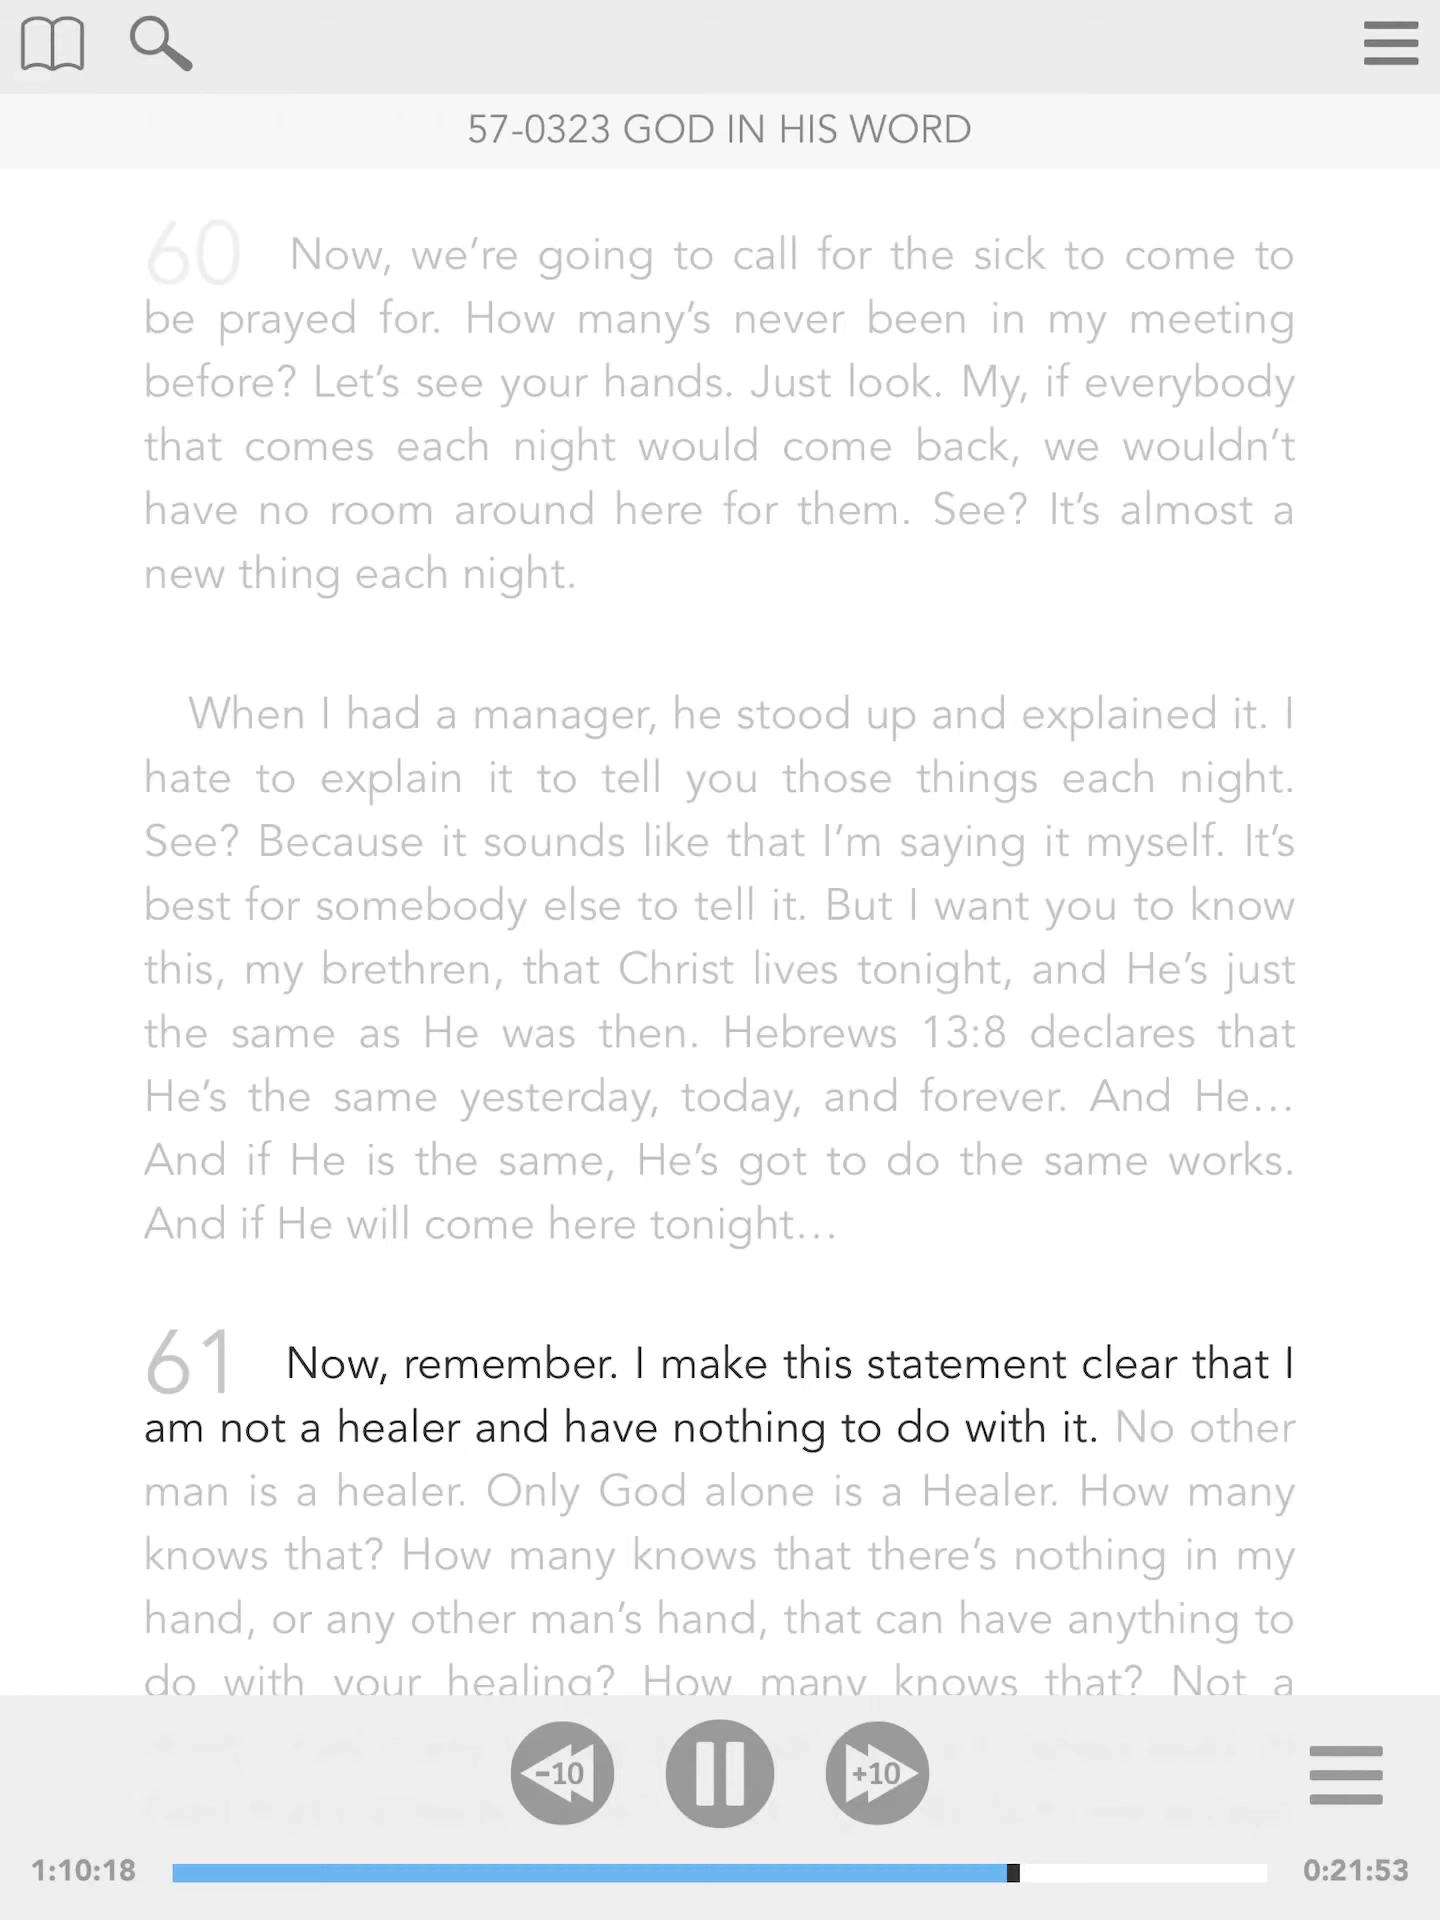 57-0323 GOD IN HIS WORD
60 Now, we’re going to call for the sick to come to
be prayed for. How many’s never been in my meeting
before? Let’s see your hands. Just look. My, if everybody
that comes each night would come back, we wouldn’t
have no room around here for them. See? It’s almost a
new thing each night.
When I had a manager, he stood up and explained it. I
hate to explain it to tell you those things each night.
See? Because it sounds like that I’m saying it myself. It’s
best for somebody else to tell it. But I want you to know
this, my brethren, that Christ lives tonight, and He’s just
the same as He was then. Hebrews 13:8 declares that
He’s the same yesterday, today, and forever. And He…
And if He is the same, He’s got to do the same works.
And if He will come here tonight…
61 Now, remember. I make this statement clear that I
am not a healer and have nothing to do with it. No other
man is a healer. Only God alone is a Healer. How many
knows that? How many knows that there’s nothing in my
hand, or any other man’s hand, that can have anything to
do with your healing? How many knows that? Not a
-10 +10
1:10:18 0:21:53